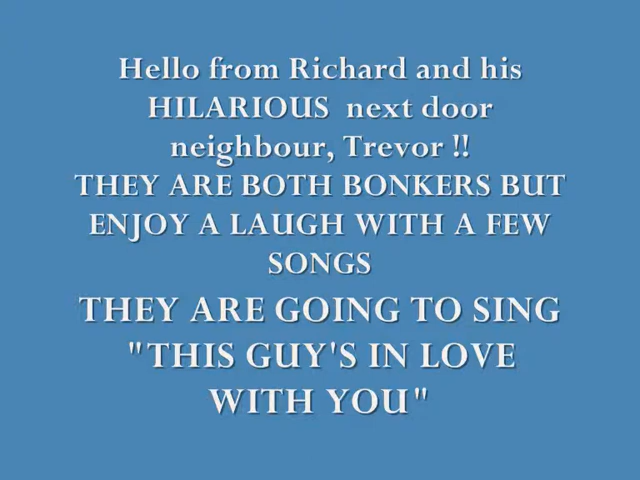 Hello from Richard and his
HILARIOUS  next door
neighbour, Trevor !!
THEY ARE BOTH BONKERS BUT
ENJOY A LAUGH WITH A FEW
SONGS
THEY ARE GOING TO SING
"THIS GUY'S IN LOVE
WITH YOU"